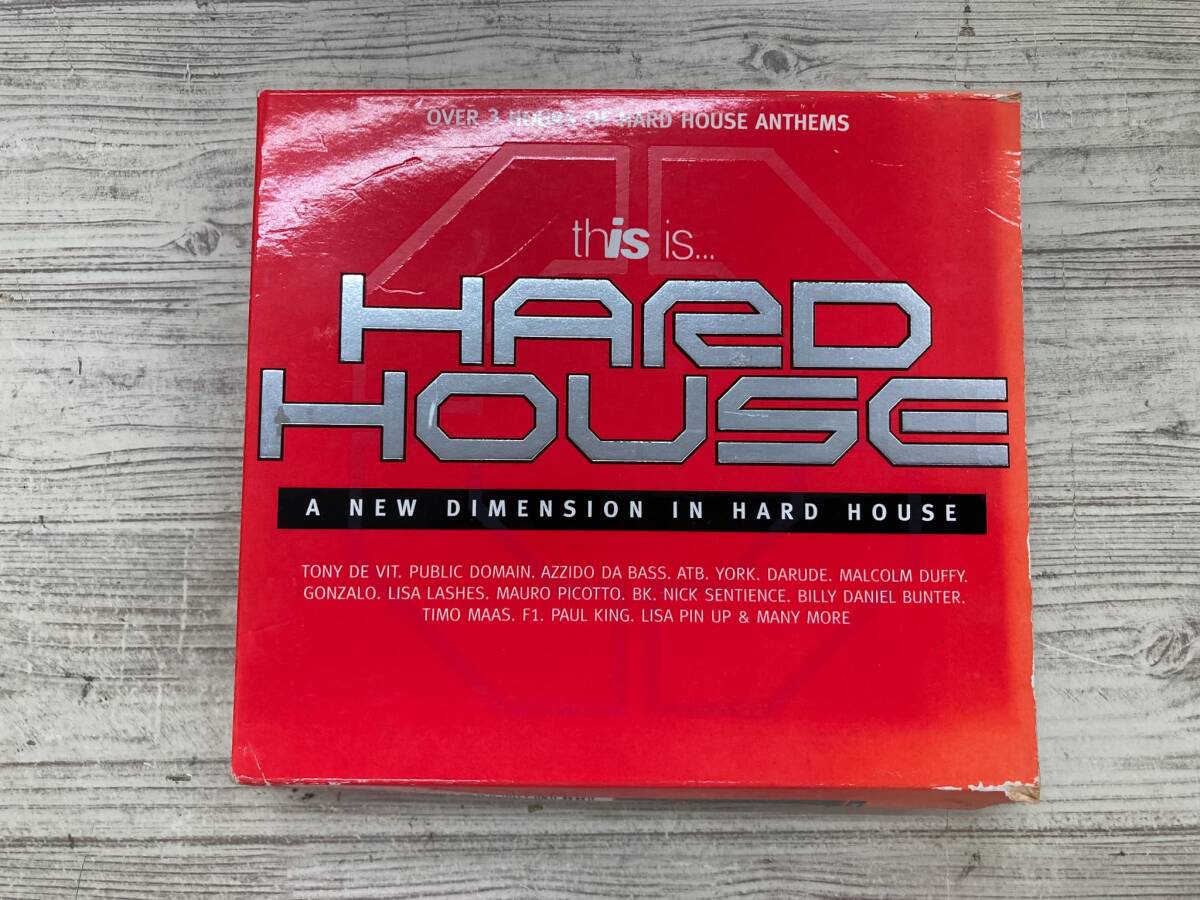 OVER 3 HOURS OF HARD HOUSE ANTHEMS
this is...
HARD
HOUSE
A NEW DIMENSION IN HARD HOUSE
TONY DE VIT. PUBLIC DOMAIN. AZZIDO DA BASS. ATB. YORK. DARUDE. MALCOLM DUFFY.
GONZALO. LISA LASHES. MAURO PICOTTO. BK. NICK SENTIENCE. BILLY DANIEL BUNTER.
TIMO MAAS. F1. PAUL KING. LISA PIN UP & MANY MORE